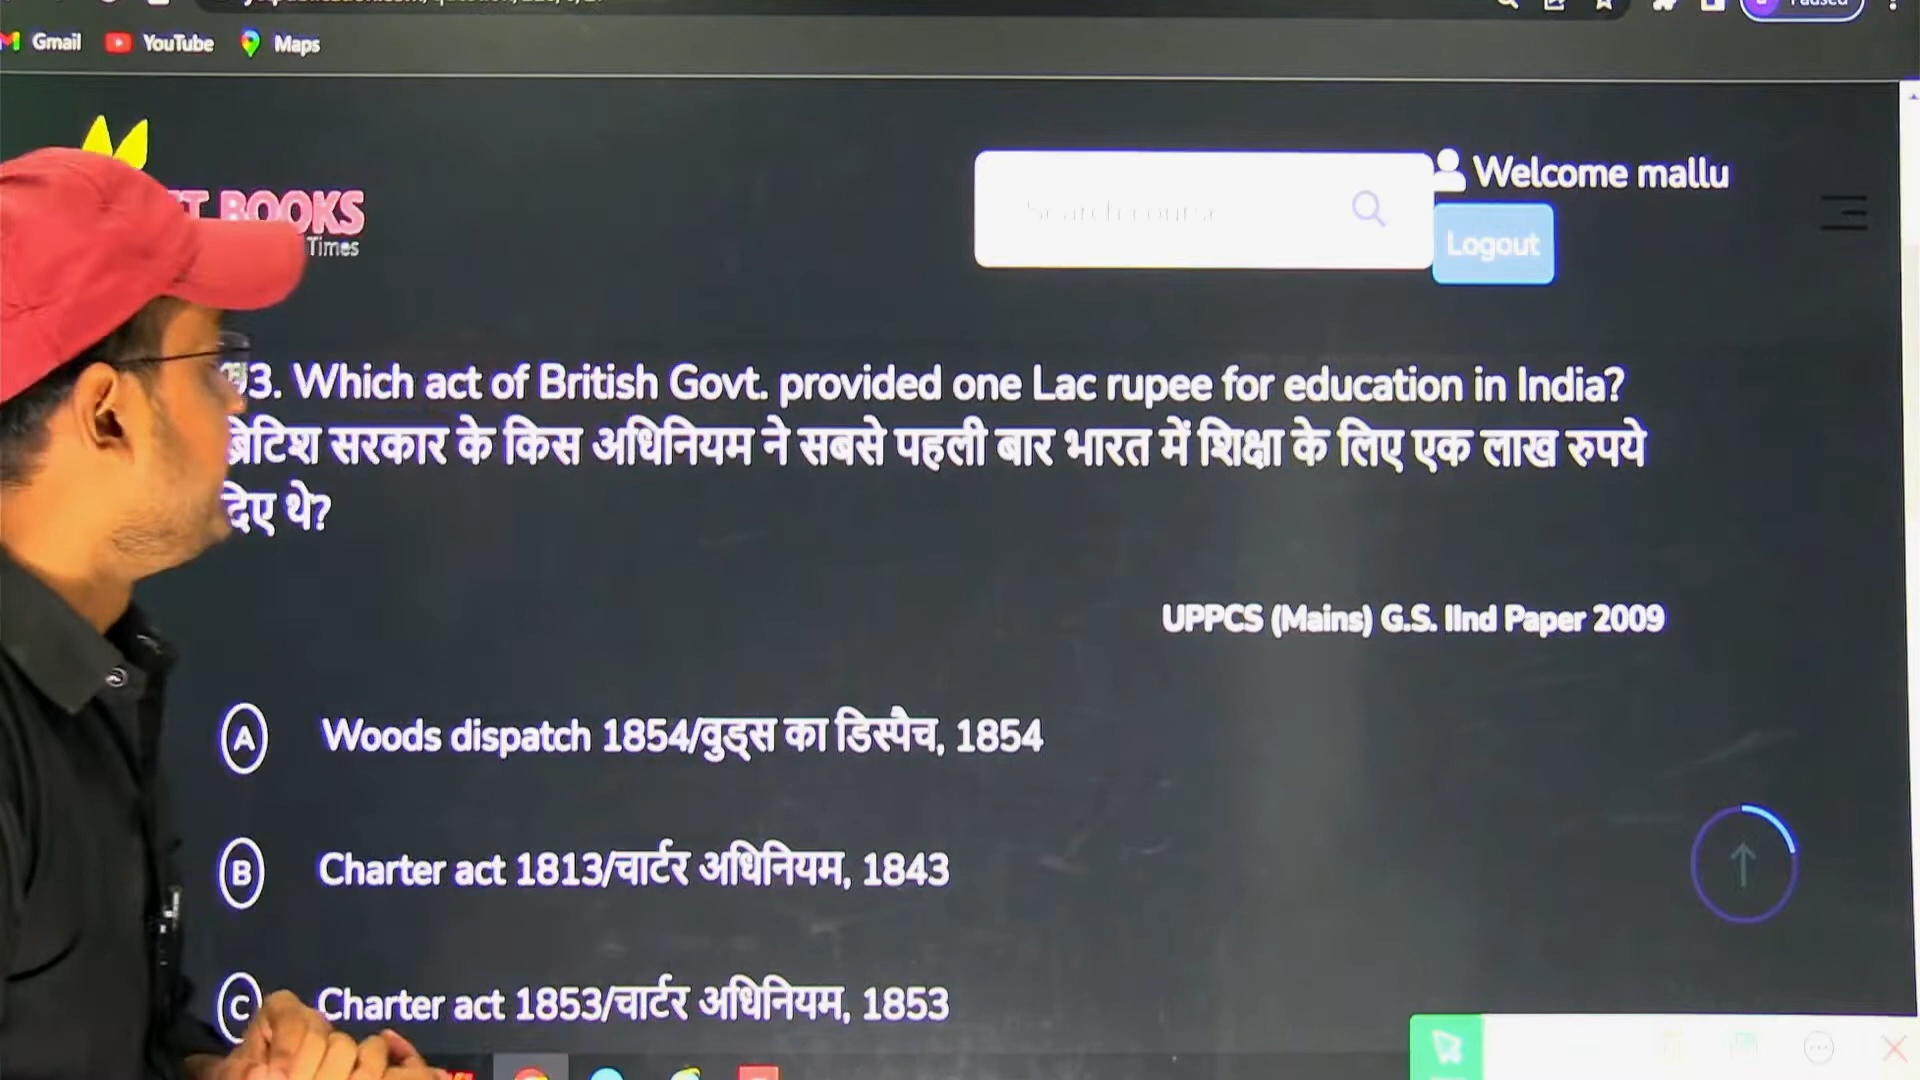 Gmail YouTube Maps
BOOKS
Times
Welcome mallu
Search course
Logout
3. Which act of British Govt. provided one Lac rupee for education in India?
ब्रिटिश सरकार के किस अधिनियम ने सबसे पहली बार भारत में शिक्षा के लिए एक लाख रुपये
दिए थे?
UPPCS (Mains) G.S. IInd Paper 2009
A Woods dispatch 1854/वुड्स का डिस्पैच, 1854
B Charter act 1813/चार्टर अधिनियम, 1843
C Charter act 1853/चार्टर अधिनियम, 1853